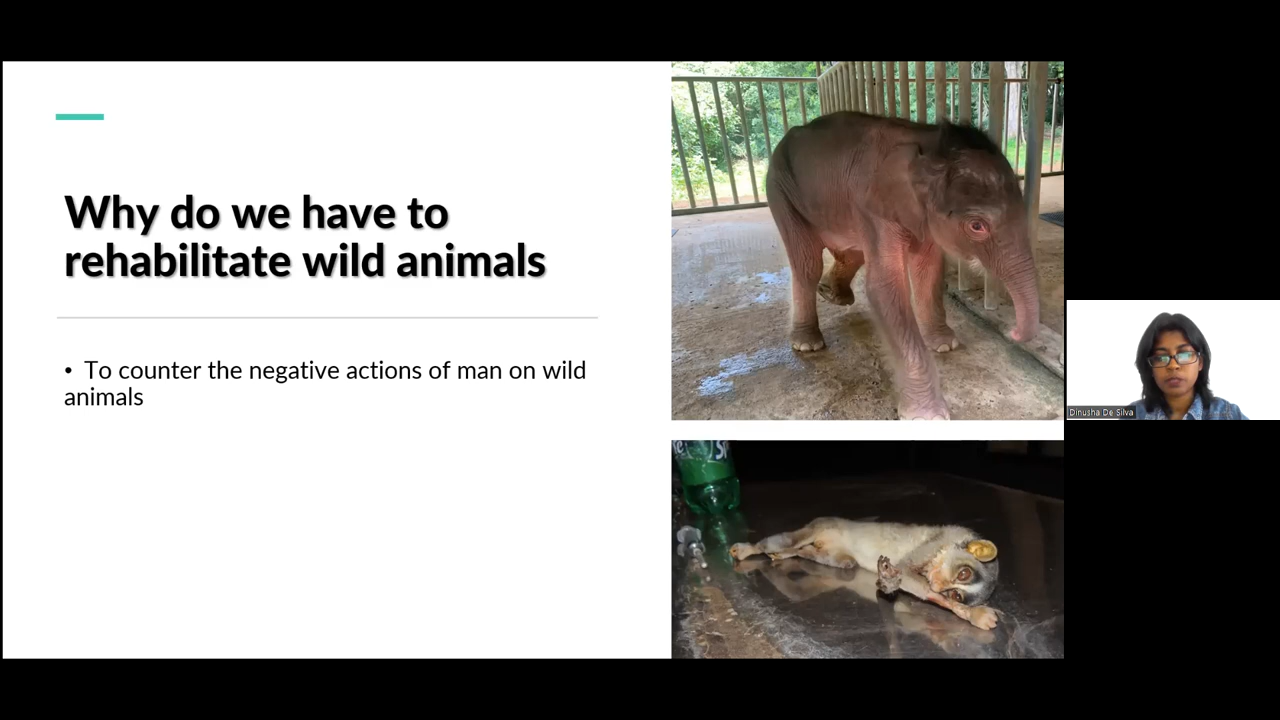 Why do we have to
rehabilitate wild animals
• To counter the negative actions of man on wild
animals
Dinusha De Silva